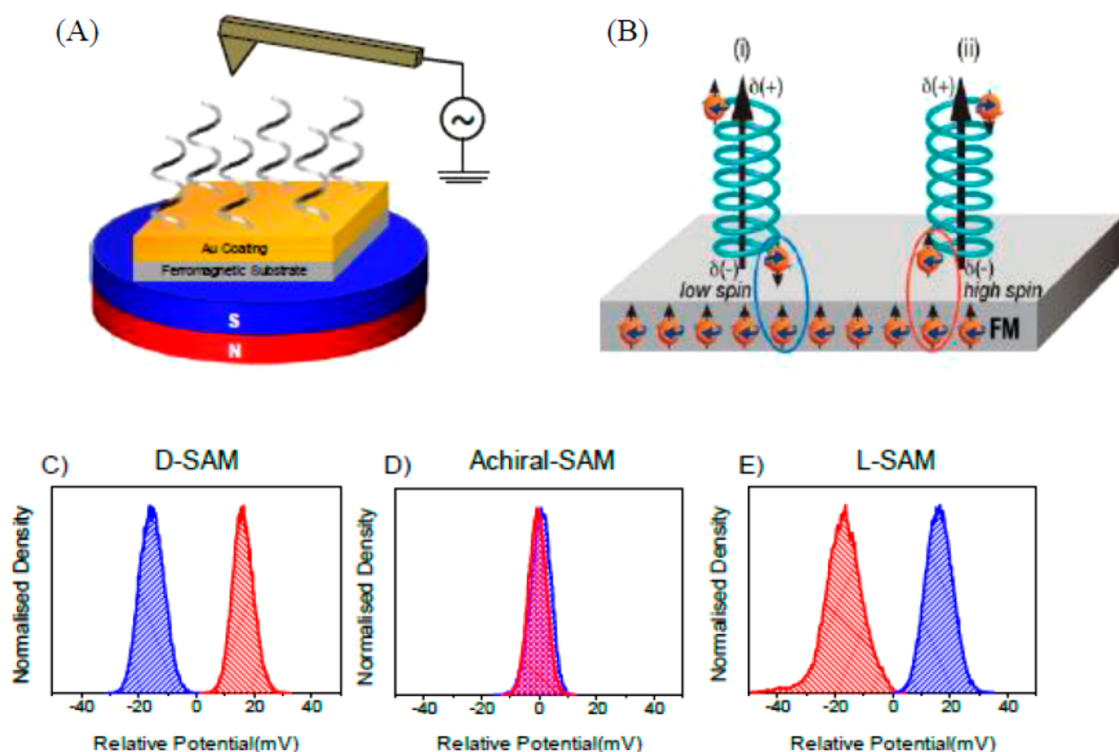 (A)
(B)
~
Au Coating
Ferromagnetic Substrate
S
N
(i)
(ii)
δ(+)
δ(+)
δ(-)
δ(-)
low spin
high spin
FM
C)
D-SAM
Normalised Density
-40
-20
0
20
40
Relative Potential(mV)
D)
Achiral-SAM
Normalised Density
-40
-20
0
20
40
Relative Potential(mV)
E)
L-SAM
Normalised Density
-40
-20
0
20
40
Relative Potential(mV)